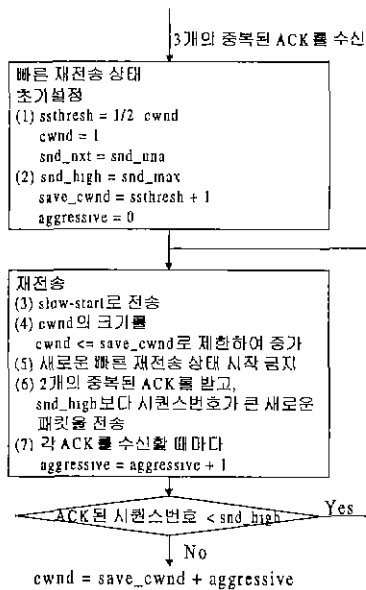 3개의 중복된 ACK를 수신
빠른 재전송 상태
초기설정
(1) ssthresh = 1/2 cwnd
cwnd = 1
snd_nxt = snd_una
(2) snd_high = snd_max
save_cwnd = ssthresh + 1
aggressive = 0
재전송
(3) slow-start로 전송
(4) cwnd의 크기를
cwnd <= save_cwnd로 제한하여 증가
(5) 새로운 빠른 재전송 상태 시작 금지
(6) 2개의 중복된 ACK를 받고,
snd_high보다 시퀀스번호가 큰 새로운
패킷을 전송
(7) 각 ACK를 수신할 때마다
aggressive = aggressive + 1
ACK된 시퀀스번호 < snd_high
Yes
No
cwnd = save_cwnd + aggressive